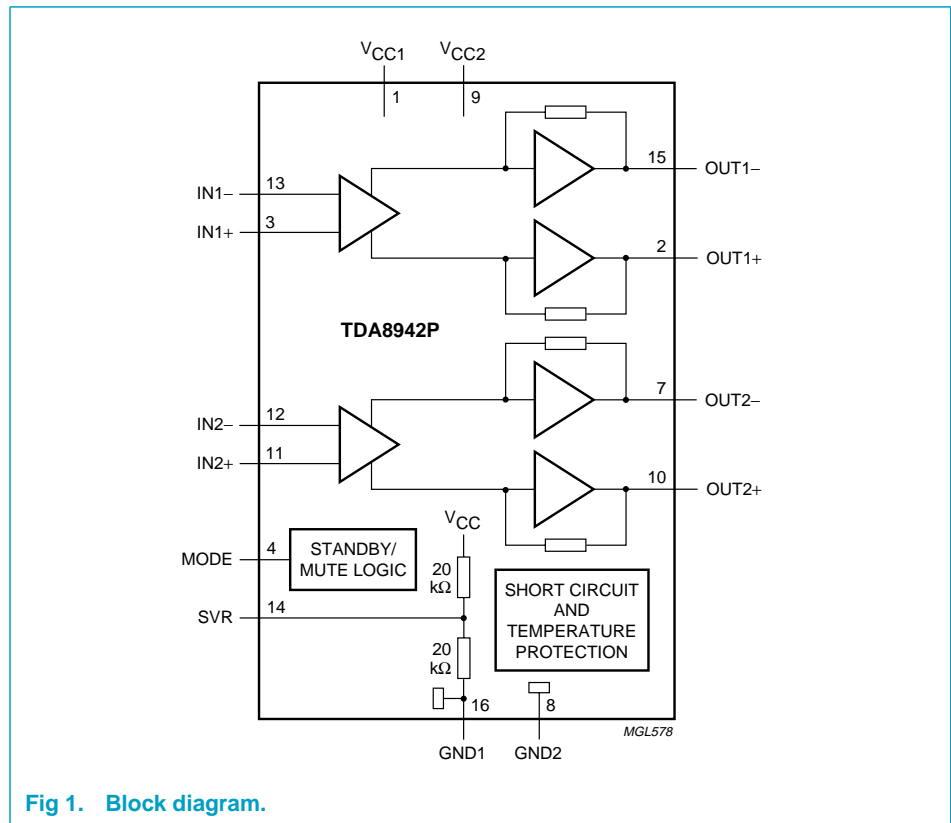 VCC1 VCC2
1 9
15 OUT1−
IN1− 13
IN1+ 3
2 OUT1+
TDA8942P
7 OUT2−
IN2− 12
IN2+ 11
10 OUT2+
VCC
MODE 4 STANDBY/
MUTE LOGIC
20
kΩ
SHORT CIRCUIT
AND
TEMPERATURE
PROTECTION
SVR 14
20
kΩ
16 8
MGL578
GND1 GND2
Fig 1. Block diagram.